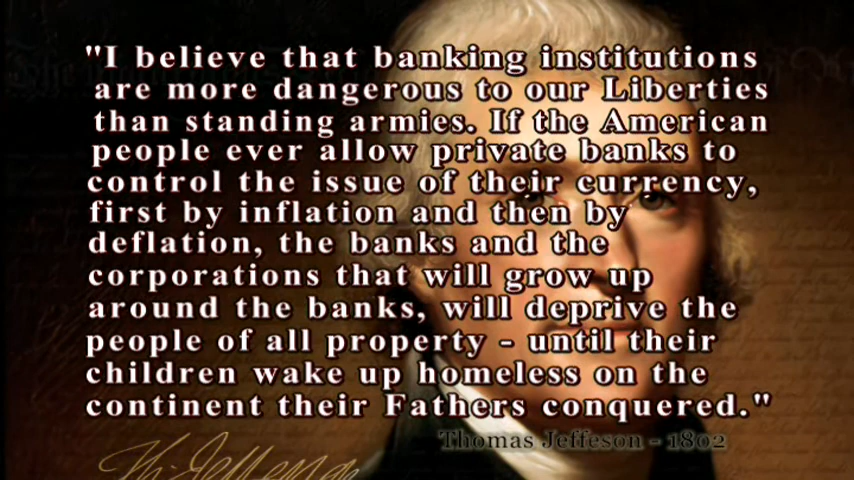 "I believe that banking institutions
are more dangerous to our Liberties
than standing armies. If the American
people ever allow private banks to
control the issue of their currency,
first by inflation and then by
deflation, the banks and the
corporations that will grow up
around the banks, will deprive the
people of all property - until their
children wake up homeless on the
continent their Fathers conquered."
Thomas Jeffeson - 1802
Th: Jefferson